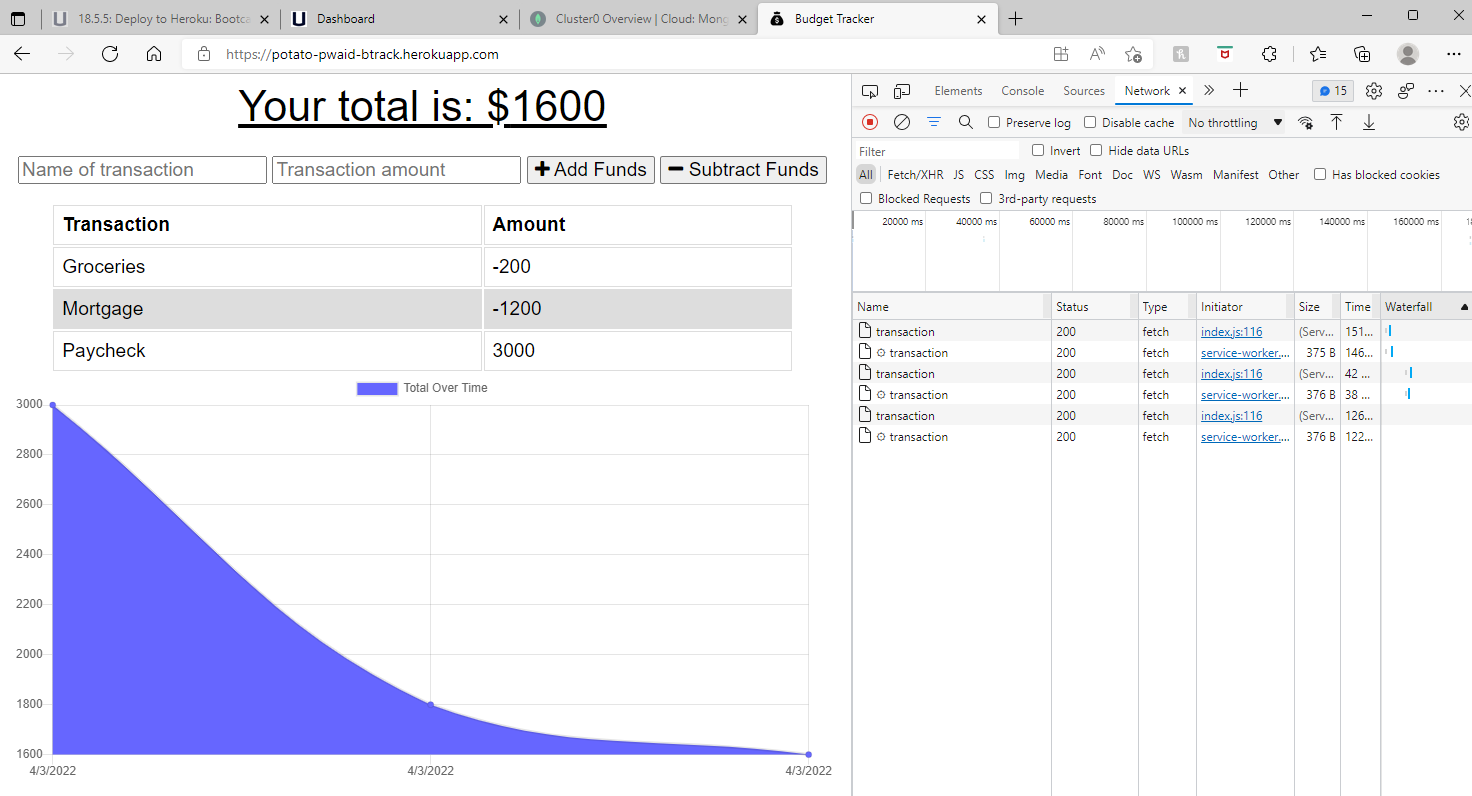 18.5.5: Deploy to Heroku: Bootca
Dashboard
Cluster0 Overview | Cloud: Mong
Budget Tracker
https://potato-pwaid-btrack.herokuapp.com
Your total is: $1600
Name of transaction Transaction amount Add Funds Subtract Funds
Transaction Amount
Groceries -200
Mortgage -1200
Paycheck 3000
Total Over Time
3000
2800
2600
2400
2200
2000
1800
1600
4/3/2022 4/3/2022 4/3/2022
Elements Console Sources Network 15
Preserve log Disable cache No throttling
Filter Invert Hide data URLs
All Fetch/XHR JS CSS Img Media Font Doc WS Wasm Manifest Other Has blocked cookies
Blocked Requests 3rd-party requests
20000 ms 40000 ms 60000 ms 80000 ms 100000 ms 120000 ms 140000 ms 160000 ms 18
Name Status Type Initiator Size Time Waterfall
transaction 200 fetch index.js:116 (Serv... 151...
transaction 200 fetch service-worker.... 375 B 146...
transaction 200 fetch index.js:116 (Serv... 42 ...
transaction 200 fetch service-worker.... 376 B 38 ...
transaction 200 fetch index.js:116 (Serv... 126...
transaction 200 fetch service-worker.... 376 B 122...